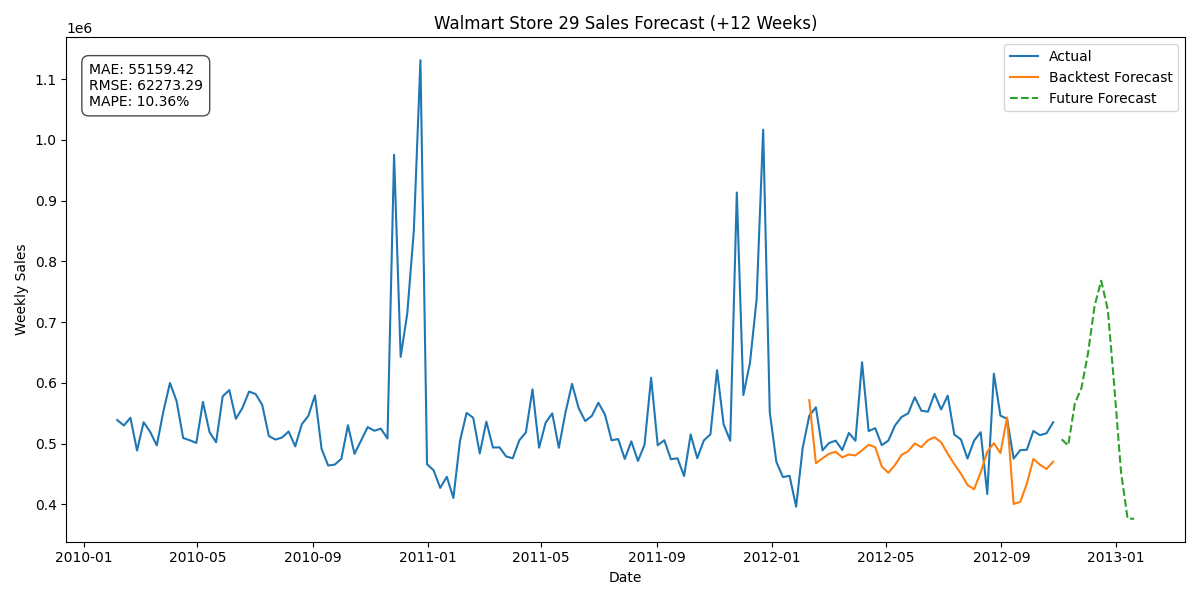 Walmart Store 29 Sales Forecast (+12 Weeks)
1e6
MAE: 55159.42
RMSE: 62273.29
MAPE: 10.36%
Actual
Backtest Forecast
Future Forecast
Weekly Sales
1.1
1.0
0.9
0.8
0.7
0.6
0.5
0.4
2010-01
2010-05
2010-09
2011-01
2011-05
2011-09
2012-01
2012-05
2012-09
2013-01
Date